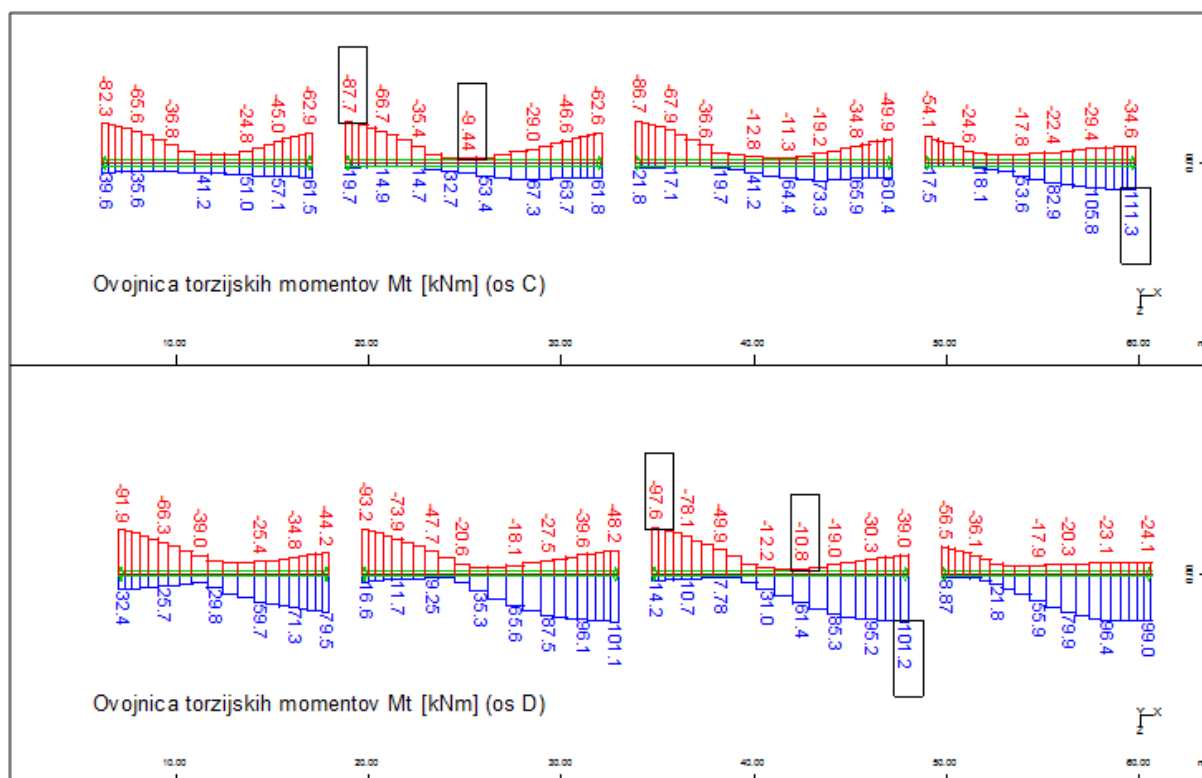 -82.3 -65.6 -36.8 -24.8 -45.0 -62.9 -87.7 -66.7 -35.4 -9.44 -29.0 -46.6 -62.6 -86.7 -67.9 -36.6 -12.8 -11.3 -19.2 -34.8 -49.9 -54.1 -24.6 -17.8 -22.4 -29.4 -34.6
39.6 35.6 41.2 51.0 57.1 61.5 19.7 14.9 14.7 32.7 53.4 67.3 63.7 61.8 21.8 17.1 19.7 41.2 64.4 73.3 65.9 60.4 17.5 18.1 53.6 82.9 105.8 111.3
Ovojnica torzijskih momentov Mt [kNm] (os C)
Y X
Z
10.00 20.00 30.00 40.00 50.00 60.00
-91.9 -66.3 -39.0 -25.4 -34.8 -44.2 -93.2 -73.9 -47.7 -20.6 -18.1 -27.5 -39.6 -48.2 -97.6 -78.1 -49.9 -12.2 -10.8 -19.0 -30.3 -39.0 -56.5 -36.1 -17.9 -20.3 -23.1 -24.1
32.4 25.7 29.8 59.7 71.3 79.5 16.6 11.7 9.25 35.3 65.6 87.5 96.1 101.1 14.2 10.7 7.78 31.0 61.4 85.3 95.2 101.2 8.87 21.8 55.9 79.9 96.4 99.0
Ovojnica torzijskih momentov Mt [kNm] (os D)
Y X
Z
10.00 20.00 30.00 40.00 50.00 60.00